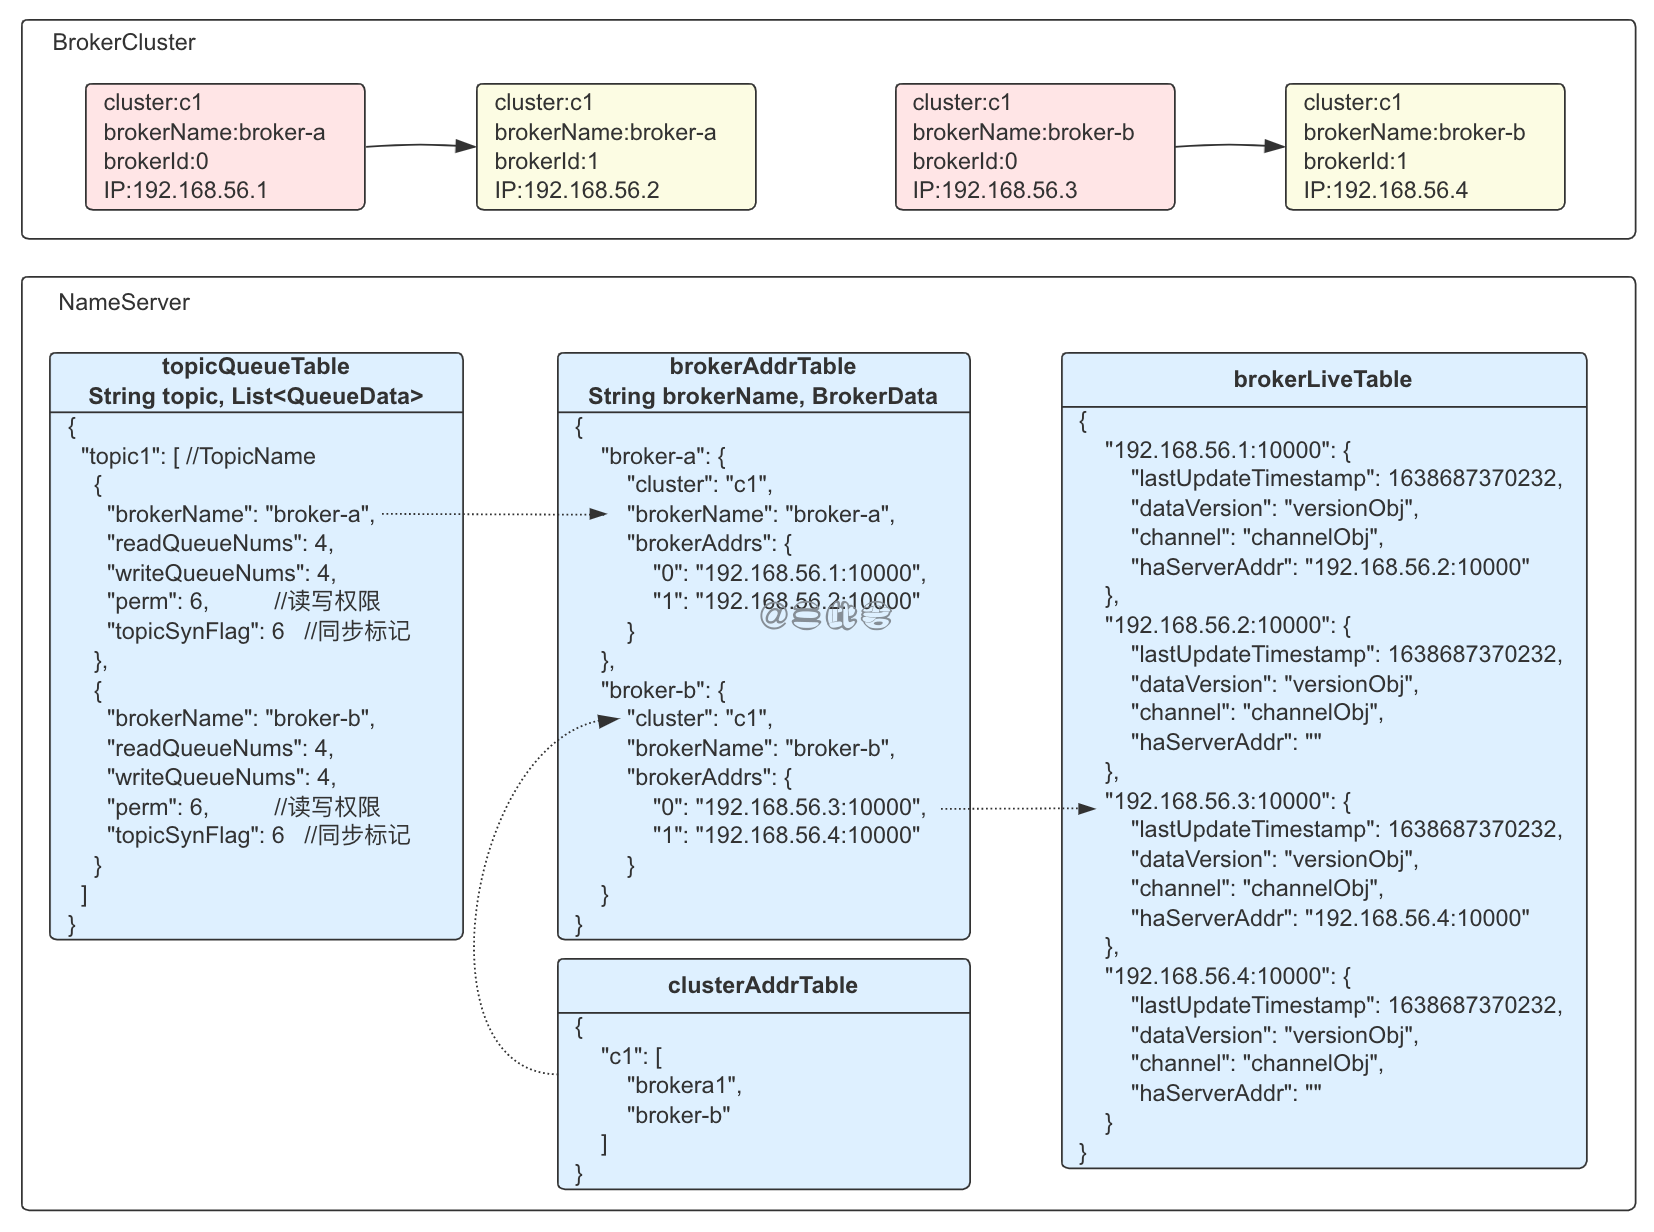 BrokerCluster
cluster:c1
brokerName:broker-a
brokerId:0
IP:192.168.56.1
cluster:c1
brokerName:broker-a
brokerId:1
IP:192.168.56.2
cluster:c1
brokerName:broker-b
brokerId:0
IP:192.168.56.3
cluster:c1
brokerName:broker-b
brokerId:1
IP:192.168.56.4
NameServer
topicQueueTable
String topic, List<QueueData>
{
"topic1": [ //TopicName
{
"brokerName": "broker-a",
"readQueueNums": 4,
"writeQueueNums": 4,
"perm": 6, //读写权限
"topicSynFlag": 6 //同步标记
},
{
"brokerName": "broker-b",
"readQueueNums": 4,
"writeQueueNums": 4,
"perm": 6, //读写权限
"topicSynFlag": 6 //同步标记
}
]
}
brokerAddrTable
String brokerName, BrokerData
{
"broker-a": {
"cluster": "c1",
"brokerName": "broker-a",
"brokerAddrs": {
"0": "192.168.56.1:10000",
"1": "192.168.56.2:10000"
}
},
"broker-b": {
"cluster": "c1",
"brokerName": "broker-b",
"brokerAddrs": {
"0": "192.168.56.3:10000",
"1": "192.168.56.4:10000"
}
}
}
clusterAddrTable
{
"c1": [
"brokera1",
"broker-b"
]
}
brokerLiveTable
{
"192.168.56.1:10000": {
"lastUpdateTimestamp": 1638687370232,
"dataVersion": "versionObj",
"channel": "channelObj",
"haServerAddr": "192.168.56.2:10000"
},
"192.168.56.2:10000": {
"lastUpdateTimestamp": 1638687370232,
"dataVersion": "versionObj",
"channel": "channelObj",
"haServerAddr": ""
},
"192.168.56.3:10000": {
"lastUpdateTimestamp": 1638687370232,
"dataVersion": "versionObj",
"channel": "channelObj",
"haServerAddr": "192.168.56.4:10000"
},
"192.168.56.4:10000": {
"lastUpdateTimestamp": 1638687370232,
"dataVersion": "versionObj",
"channel": "channelObj",
"haServerAddr": ""
}
}